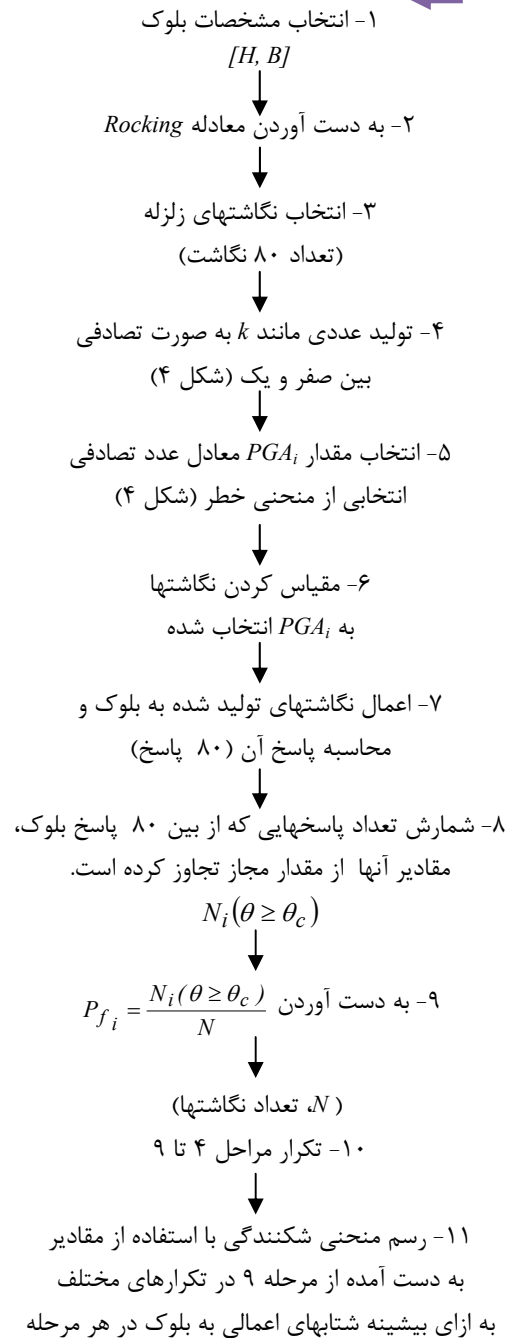 ۱- انتخاب مشخصات بلوک
[H, B]
۲- به دست آوردن معادله Rocking
۳- انتخاب نگاشتهای زلزله
(تعداد ۸۰ نگاشت)
۴- تولید عددی مانند k به صورت تصادفی
بین صفر و یک (شکل ۴)
۵- انتخاب مقدار PGAᵢ معادل عدد تصادفی
انتخابی از منحنی خطر (شکل ۴)
۶- مقیاس کردن نگاشتها
به PGAᵢ انتخاب شده
۷- اعمال نگاشتهای تولید شده به بلوک و
محاسبه پاسخ آن (۸۰ پاسخ)
۸- شمارش تعداد پاسخهایی که از بین ۸۰ پاسخ بلوک،
مقادیر آنها از مقدار مجاز تجاوز کرده است.
N_i(θ ≥ θ_c)
۹- به دست آوردن P_{f_i} = N_i(θ ≥ θ_c) / N
(N، تعداد نگاشتها)
۱۰- تکرار مراحل ۴ تا ۹
۱۱- رسم منحنی شکنندگی با استفاده از مقادیر
به دست آمده از مرحله ۹ در تکرارهای مختلف
به ازای بیشینه شتابهای اعمالی به بلوک در هر مرحله